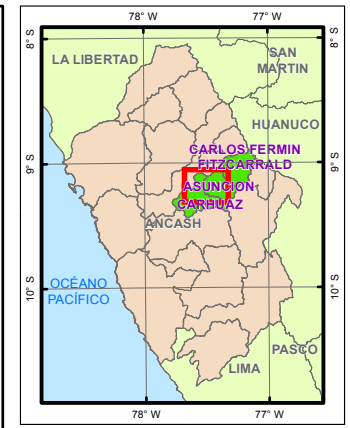 78° W 77° W
8° S 8° S
LA LIBERTAD
SAN
MARTIN
HUANUCO
CARLOS FERMIN
FITZCARRALD
9° S 9° S
ASUNCION
CARHUAZ
ANCASH
OCÉANO
PACÍFICO
10° S 10° S
PASCO
LIMA
78° W 77° W